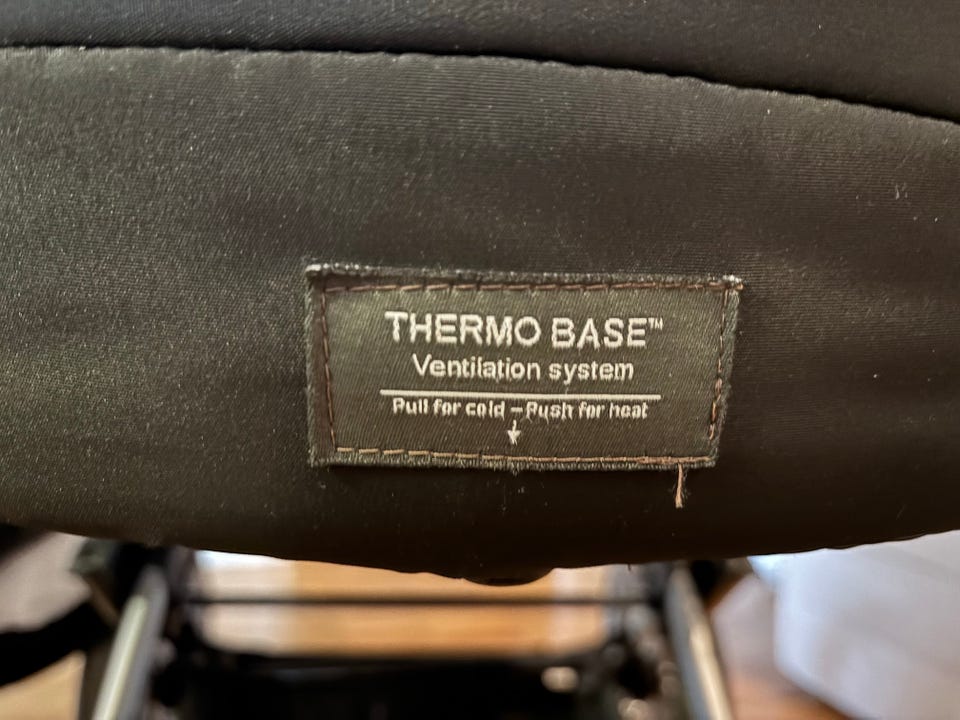 THERMO BASE™
Ventilation system
Pull for cold – Push for heat